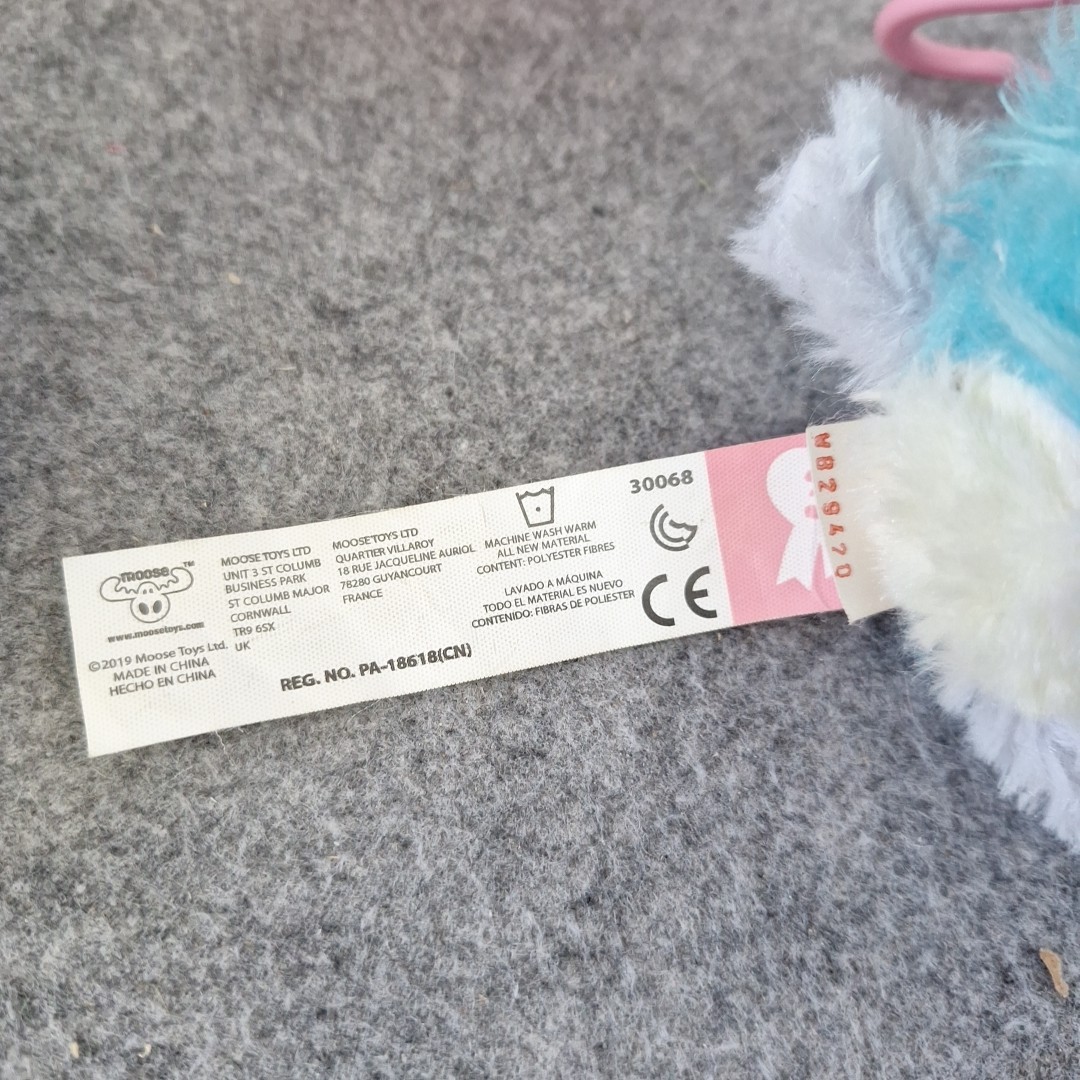 MOOSE™
www.moosetoys.com
©2019 Moose Toys Ltd.
MADE IN CHINA
HECHO EN CHINA
MOOSE TOYS LTD
UNIT 3 ST COLUMB
BUSINESS PARK
ST COLUMB MAJOR
CORNWALL
TR9 6SX
UK
MOOSE TOYS LTD
QUARTIER VILLAROY
18 RUE JACQUELINE AURIOL
78280 GUYANCOURT
FRANCE
REG. NO. PA-18618(CN)
MACHINE WASH WARM
ALL NEW MATERIAL
CONTENT: POLYESTER FIBRES
LAVADO A MÁQUINA
TODO EL MATERIAL ES NUEVO
CONTENIDO: FIBRAS DE POLIESTER
30068
CE
WB29470